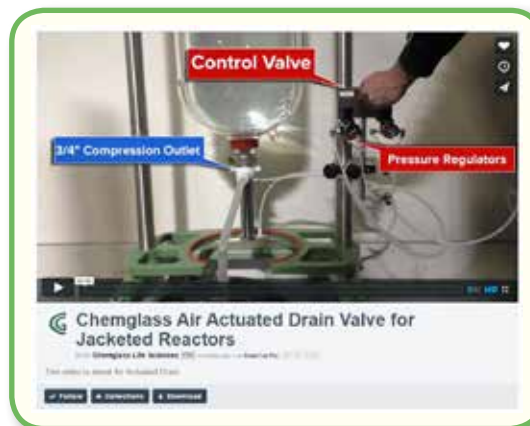 Control Valve
3/4" Compression Outlet
Pressure Regulators
HD
Chemglass Air Actuated Drain Valve for
Jacketed Reactors
Chemglass Life Sciences
Follow
Collections
Download